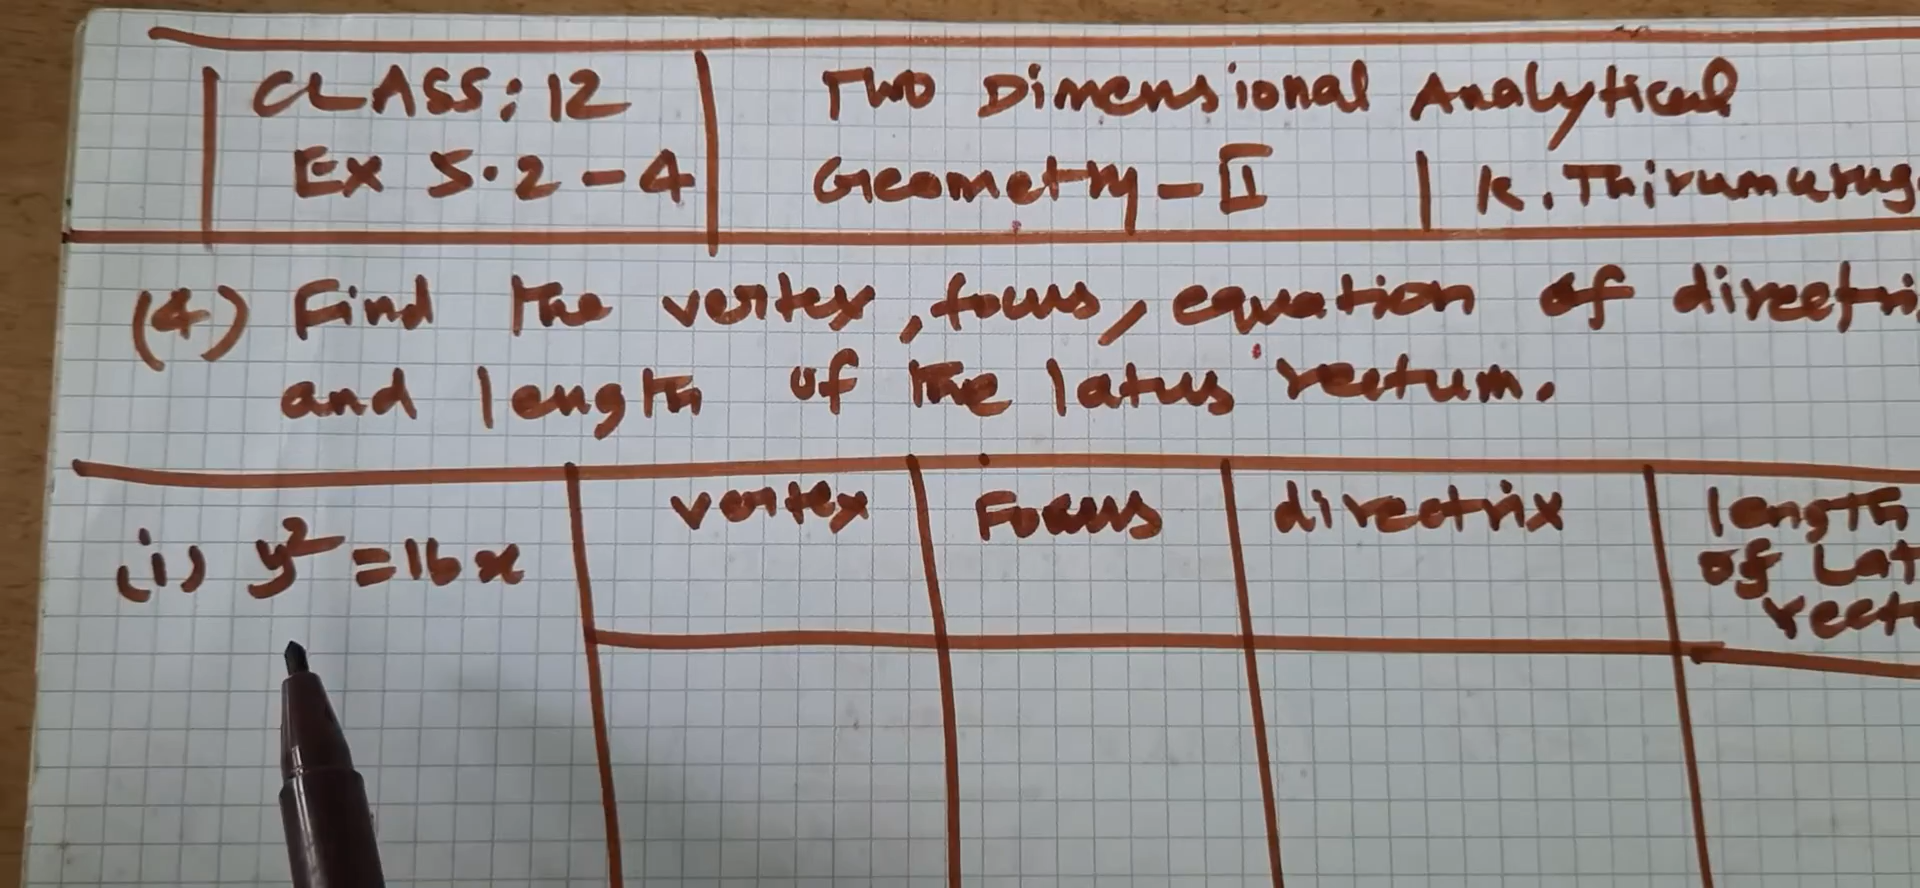 CLASS: 12
Ex 5.2-4
Two Dimensional Analytical
Geometry-II
K. Thirumurug
(4) Find the vertex, focus, equation of directri
and length of the latus rectum.
(i) y² = 16x
vertex
Focus
directrix
length
of Lat
rect